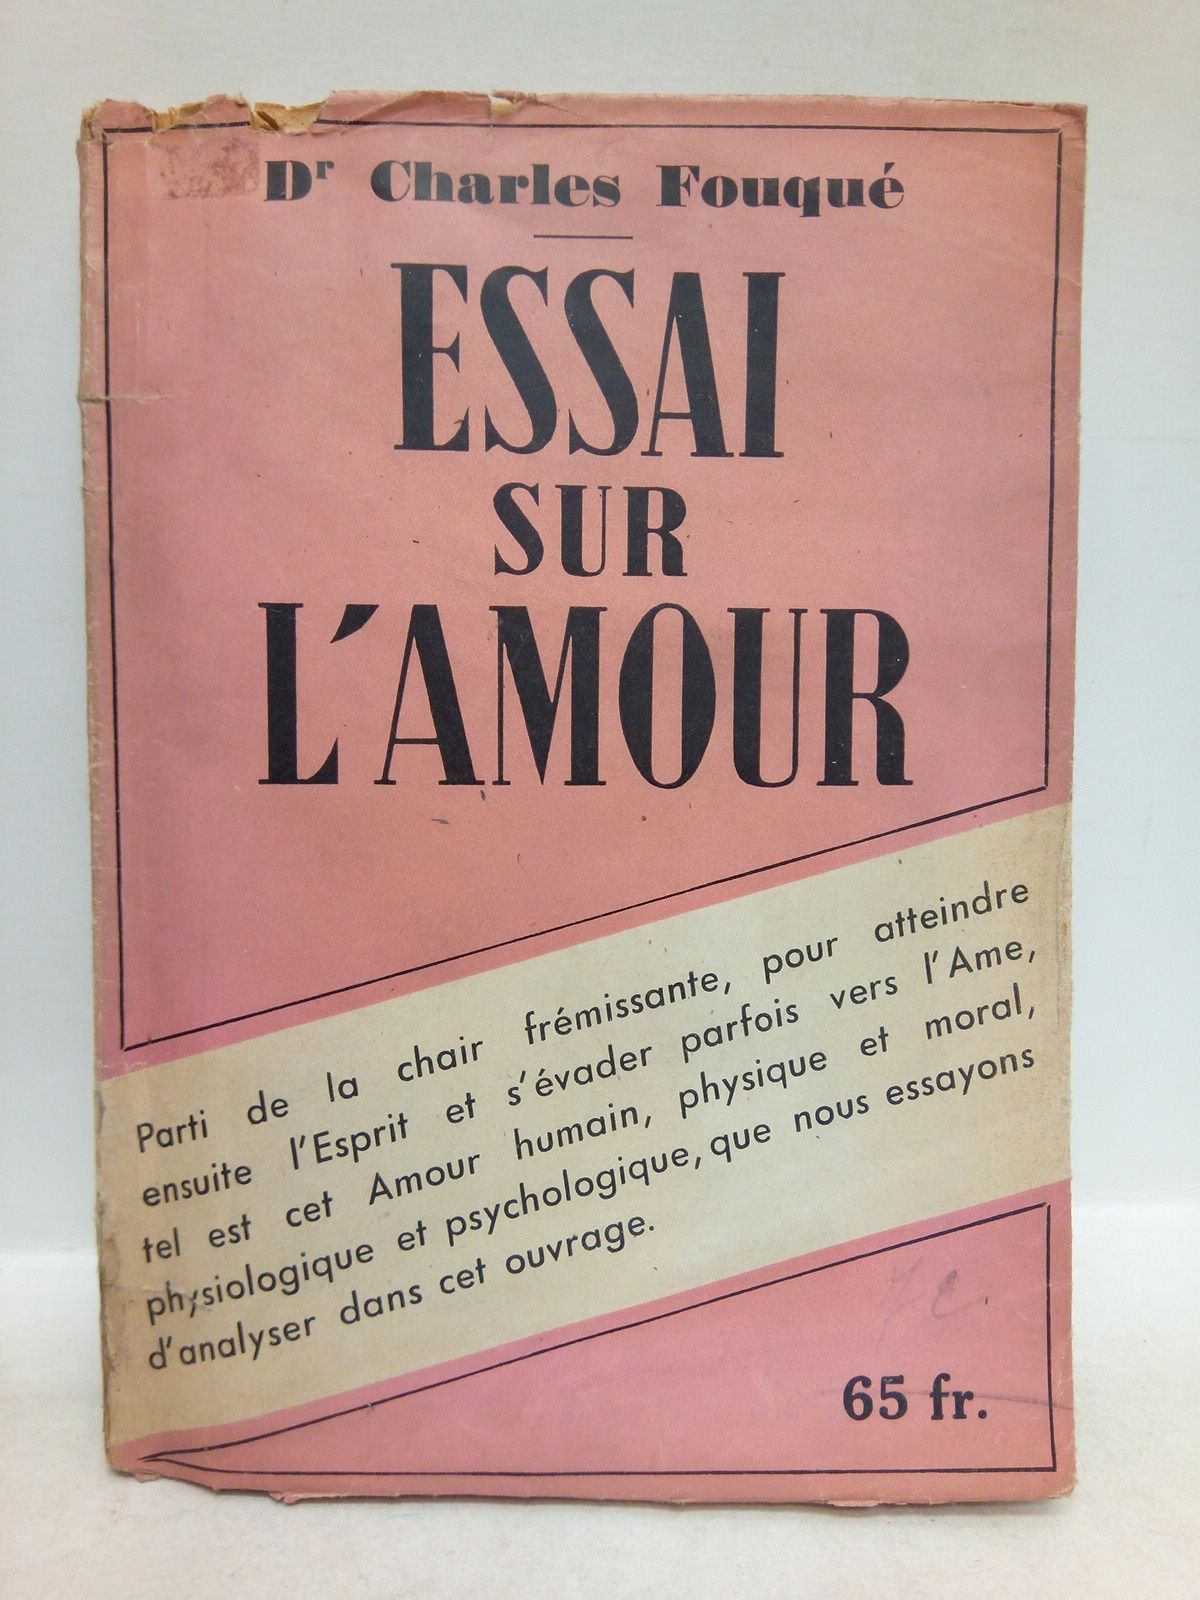 Dr Charles Fouqué
ESSAI
SUR
L'AMOUR
Parti de la chair frémissante, pour atteindre
ensuite l'Esprit et s'évader parfois vers l'Ame,
tel est cet Amour humain, physique et moral,
physiologique et psychologique, que nous essayons
d'analyser dans cet ouvrage.
65 fr.